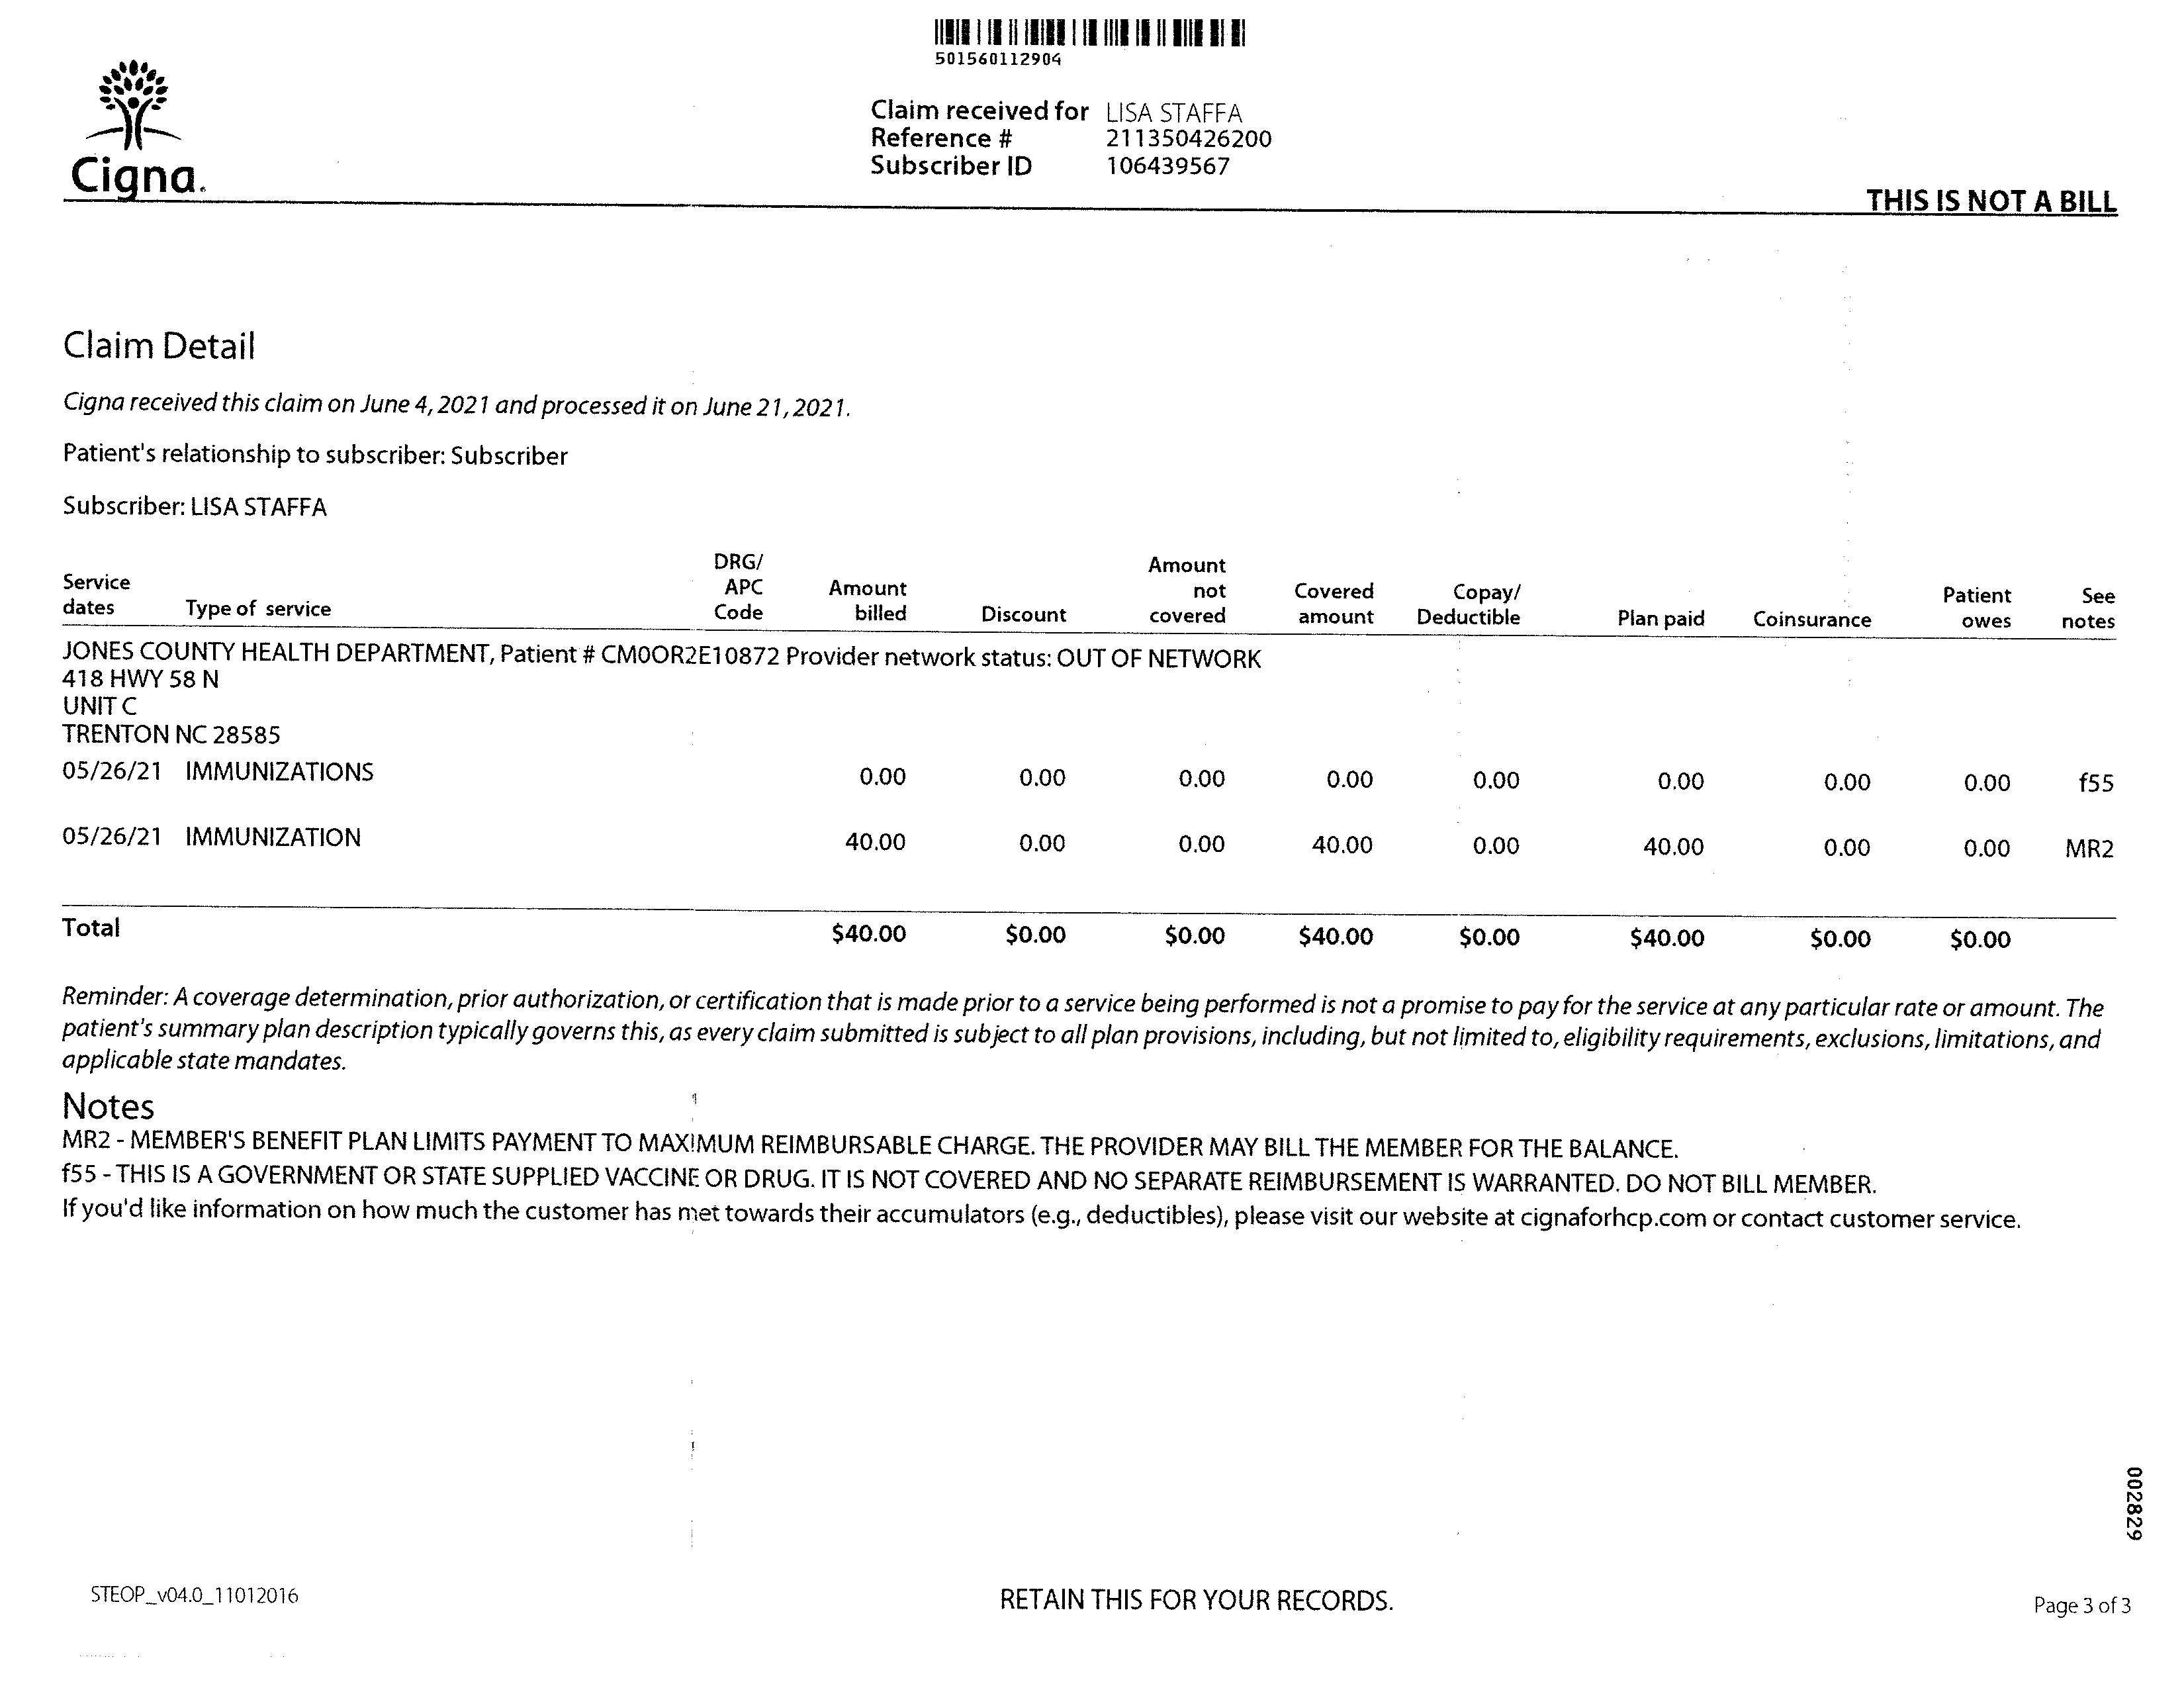 501560112904
Cigna.
Claim received for LISA STAFFA
Reference # 211350426200
Subscriber ID 106439567
THIS IS NOT A BILL
Claim Detail
Cigna received this claim on June 4, 2021 and processed it on June 21, 2021.
Patient's relationship to subscriber: Subscriber
Subscriber: LISA STAFFA
Service dates Type of service DRG/ APC Code Amount billed Discount Amount not covered Covered amount Copay/ Deductible Plan paid Coinsurance Patient owes See notes
JONES COUNTY HEALTH DEPARTMENT, Patient # CM0OR2E10872 Provider network status: OUT OF NETWORK
418 HWY 58 N
UNIT C
TRENTON NC 28585
05/26/21 IMMUNIZATIONS 0.00 0.00 0.00 0.00 0.00 0.00 0.00 0.00 f55
05/26/21 IMMUNIZATION 40.00 0.00 0.00 40.00 0.00 40.00 0.00 0.00 MR2
Total $40.00 $0.00 $0.00 $40.00 $0.00 $40.00 $0.00 $0.00
Reminder: A coverage determination, prior authorization, or certification that is made prior to a service being performed is not a promise to pay for the service at any particular rate or amount. The
patient's summary plan description typically governs this, as every claim submitted is subject to all plan provisions, including, but not limited to, eligibility requirements, exclusions, limitations, and
applicable state mandates.
Notes
MR2 - MEMBER'S BENEFIT PLAN LIMITS PAYMENT TO MAXIMUM REIMBURSABLE CHARGE. THE PROVIDER MAY BILL THE MEMBER FOR THE BALANCE.
f55 - THIS IS A GOVERNMENT OR STATE SUPPLIED VACCINE OR DRUG. IT IS NOT COVERED AND NO SEPARATE REIMBURSEMENT IS WARRANTED. DO NOT BILL MEMBER.
If you'd like information on how much the customer has met towards their accumulators (e.g., deductibles), please visit our website at cignaforhcp.com or contact customer service.
002829
STEOP_v04.0_11012016
RETAIN THIS FOR YOUR RECORDS.
Page 3 of 3